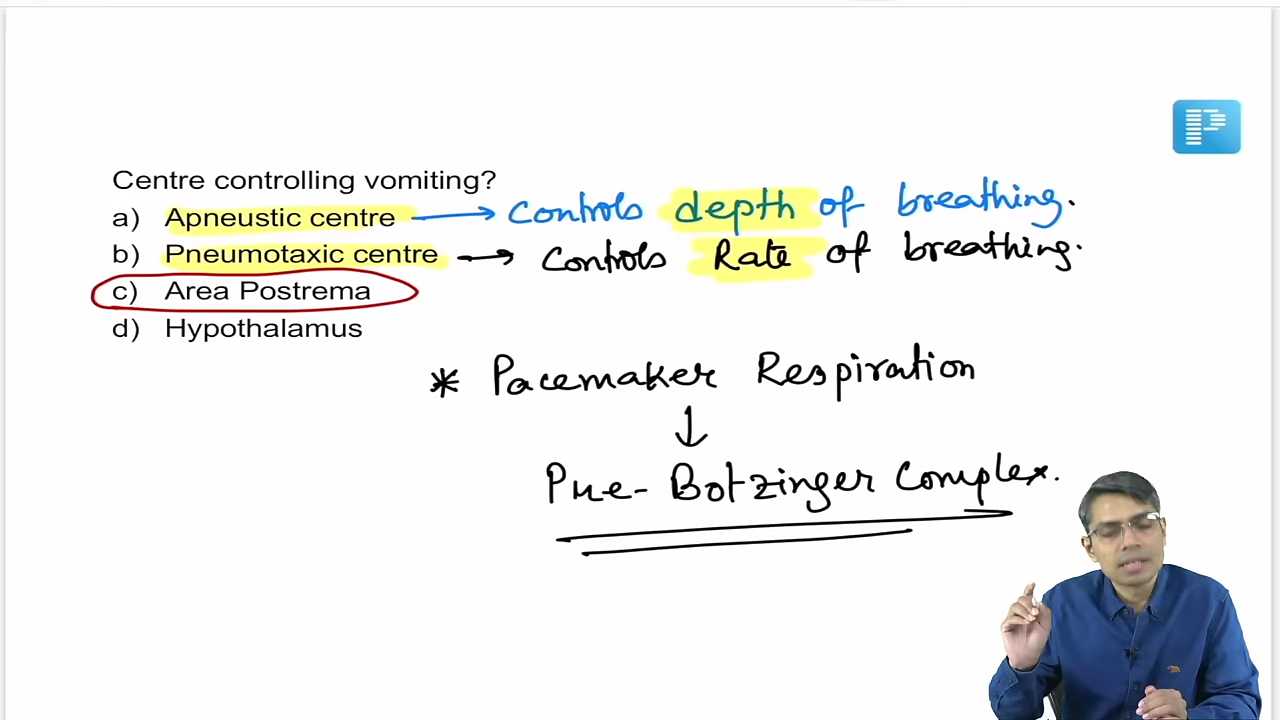 Centre controlling vomiting?
a) Apneustic centre → Controls depth of breathing.
b) Pneumotaxic centre → Controls Rate of breathing.
c) Area Postrema
d) Hypothalamus
* Pacemaker Respiration
↓
Pre-Botzinger Complex.
P